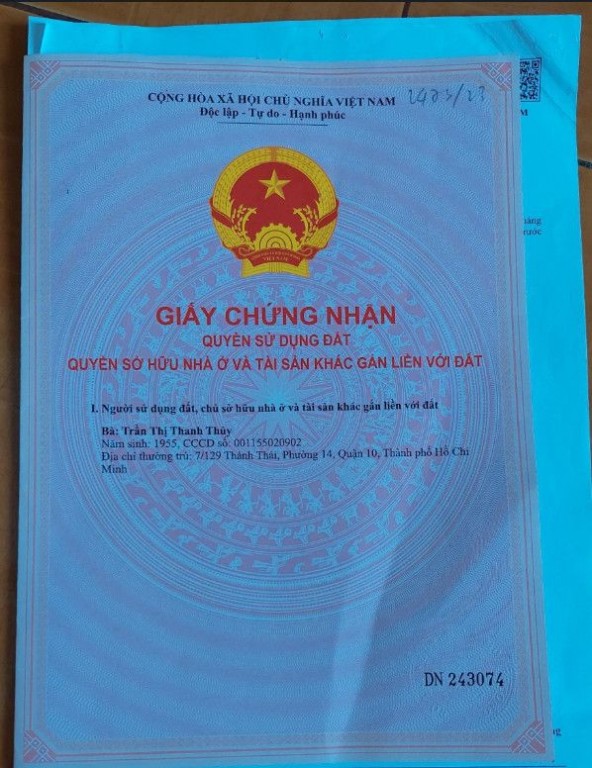 CỘNG HÒA XÃ HỘI CHỦ NGHĨA VIỆT NAM
Độc lập - Tự do - Hạnh phúc
GIẤY CHỨNG NHẬN
QUYỀN SỬ DỤNG ĐẤT
QUYỀN SỞ HỮU NHÀ Ở VÀ TÀI SẢN KHÁC GẮN LIỀN VỚI ĐẤT
I. Người sử dụng đất, chủ sở hữu nhà ở và tài sản khác gắn liền với đất
Bà: Trần Thị Thanh Thủy
Năm sinh: 1955, CCCD số: 001155020902
Địa chỉ thường trú: 7/129 Thành Thái, Phường 14, Quận 10, Thành phố Hồ Chí
Minh
DN 243074